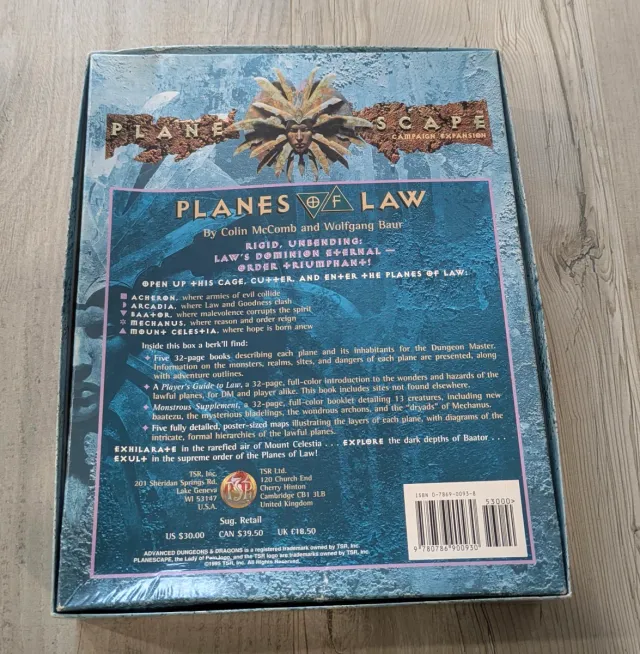 PLANE SCAPE
CAMPAIGN EXPANSION
PLANES OF LAW
By Colin McComb and Wolfgang Baur
RIGID, UNBENDING:
LAW'S DOMINION ETERNAL —
ORDER TRIUMPHANT!
OPEN UP THIS CAGE, CUTTER, AND ENTER THE PLANES OF LAW:
ACHERON, where armies of evil collide
ARCADIA, where Law and Goodness clash
BAATOR, where malevolence corrupts the spirit
MECHANUS, where reason and order reign
MOUNT CELESTIA, where hope is born anew
Inside this box a berk'll find:
Five 32-page books describing each plane and its inhabitants for the Dungeon Master.
Information on the monsters, realms, sites, and dangers of each plane are presented, along
with adventure outlines.
A Player's Guide to Law, a 32-page, full-color introduction to the wonders and hazards of the
lawful planes, for DM and player alike. This book includes sites not found elsewhere.
Monstrous Supplement, a 32-page, full-color booklet detailing 13 creatures, including new
baatezu, the mysterious bladelings, the wondrous archons, and the "dryads" of Mechanus.
Five fully detailed, poster-sized maps illustrating the layers of each plane, with diagrams of the
intricate, formal hierarchies of the lawful planes.
EXHILARATE in the rarefied air of Mount Celestia . . . EXPLORE the dark depths of Baator . . .
EXULT in the supreme order of the Planes of Law!
TSR, Inc.
201 Sheridan Springs Rd.
Lake Geneva
WI 53147
U.S.A.
TSR
TSR Ltd.
120 Church End
Cherry Hinton
Cambridge CB1 3LB
United Kingdom
Sug. Retail
US $30.00 CAN $39.50 UK £18.50
ADVANCED DUNGEONS & DRAGONS is a registered trademark owned by TSR, Inc.
PLANESCAPE, the Lady of Pain logo, and the TSR logo are trademarks owned by TSR, Inc.
©1995 TSR, Inc. All Rights Reserved.
ISBN 0-7869-0093-8
53000>
9 780786 900930